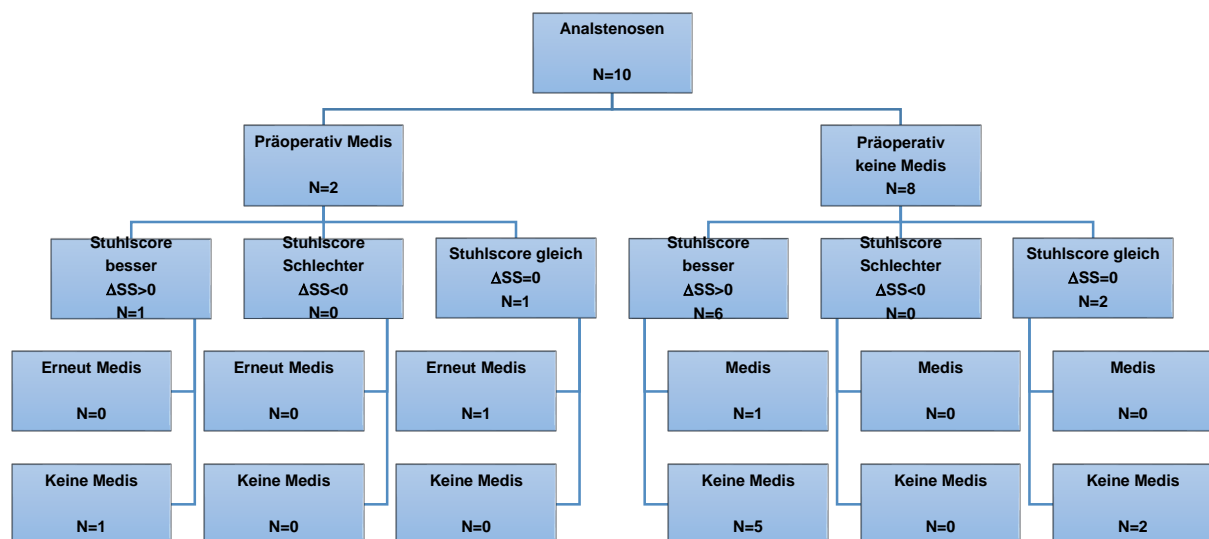 Analstenosen
N=10
Präoperativ Medis
N=2
Präoperativ
keine Medis
N=8
Stuhlscore
besser
ΔSS>0
N=1
Stuhlscore
Schlechter
ΔSS<0
N=0
Stuhlscore gleich
ΔSS=0
N=1
Stuhlscore
besser
ΔSS>0
N=6
Stuhlscore
Schlechter
ΔSS<0
N=0
Stuhlscore gleich
ΔSS=0
N=2
Erneut Medis
N=0
Erneut Medis
N=0
Erneut Medis
N=1
Medis
N=1
Medis
N=0
Medis
N=0
Keine Medis
N=1
Keine Medis
N=0
Keine Medis
N=0
Keine Medis
N=5
Keine Medis
N=0
Keine Medis
N=2